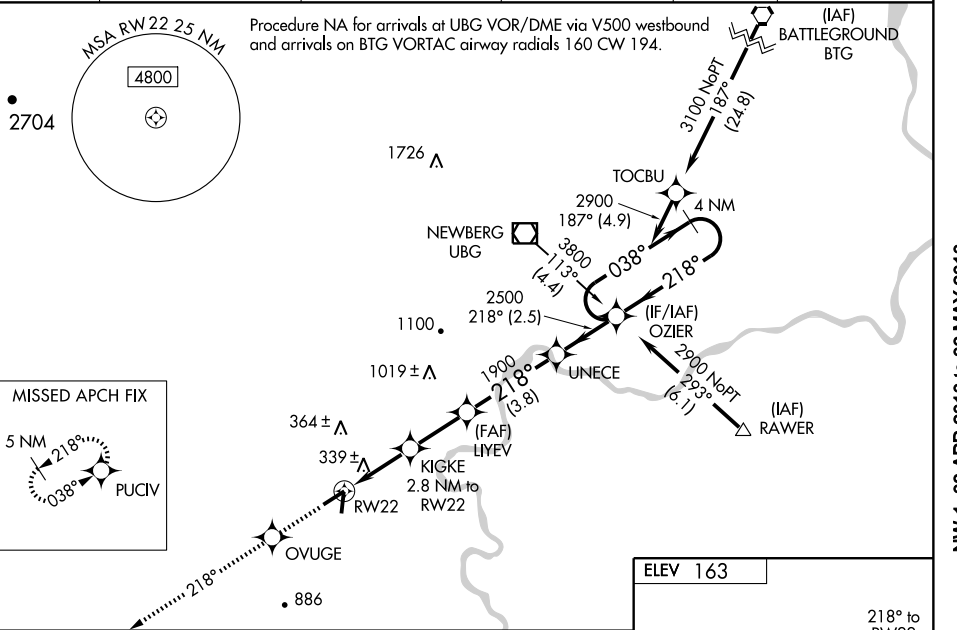 MSA RW22 25 NM
4800
2704
Procedure NA for arrivals at UBG VOR/DME via V500 westbound
and arrivals on BTG VORTAC airway radials 160 CW 194.
(IAF)
BATTLEGROUND
BTG
3100 NoPT
187°
(24.8)
1726
TOCBU
2900
187° (4.9)
4 NM
NEWBERG
UBG
3800
113°
(4.4)
038°
218°
2500
218° (2.5)
(IF/IAF)
OZIER
1100
UNECE
2900 NoPT
293°
(6.1)
(IAF)
RAWER
1019 ±
1900
218°
(3.8)
(FAF)
LIYEV
364 ±
339 ±
KIGKE
2.8 NM to
RW22
RW22
MISSED APCH FIX
5 NM
218°
038°
PUCIV
OVUGE
218°
886
ELEV 163
218° to